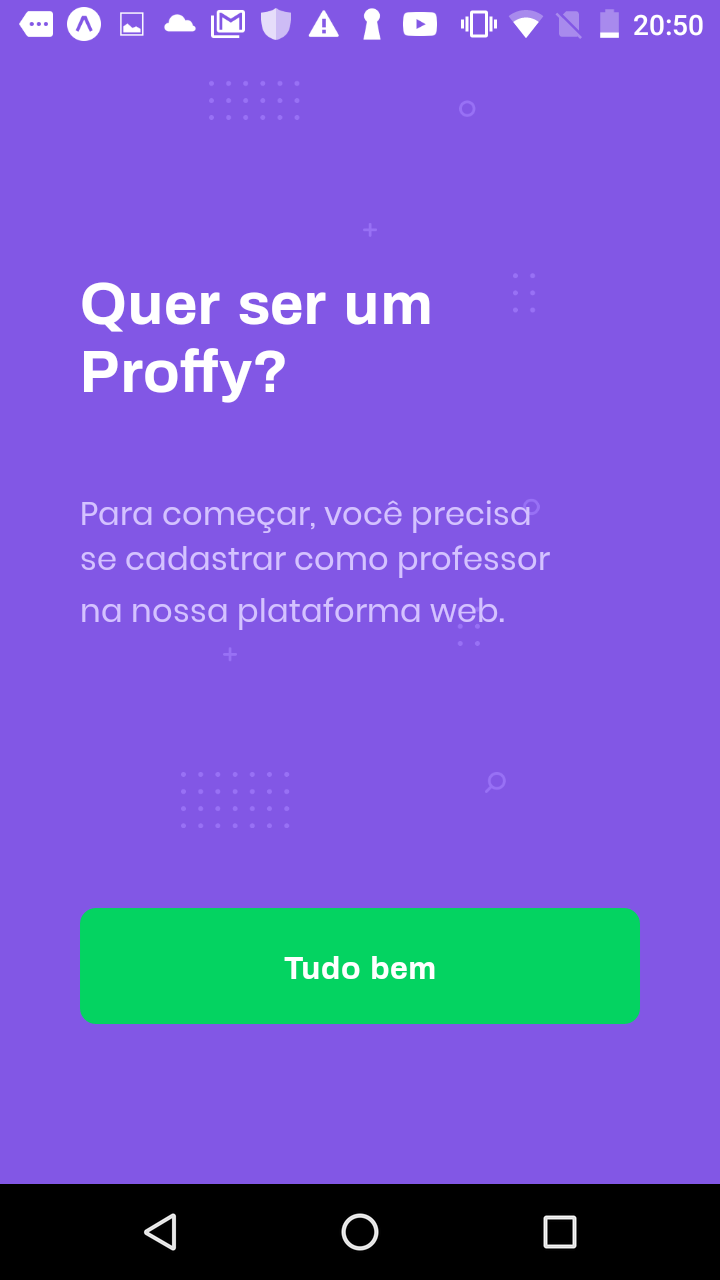 20:50
Quer ser um
Proffy?
Para começar, você precisa
se cadastrar como professor
na nossa plataforma web.
Tudo bem